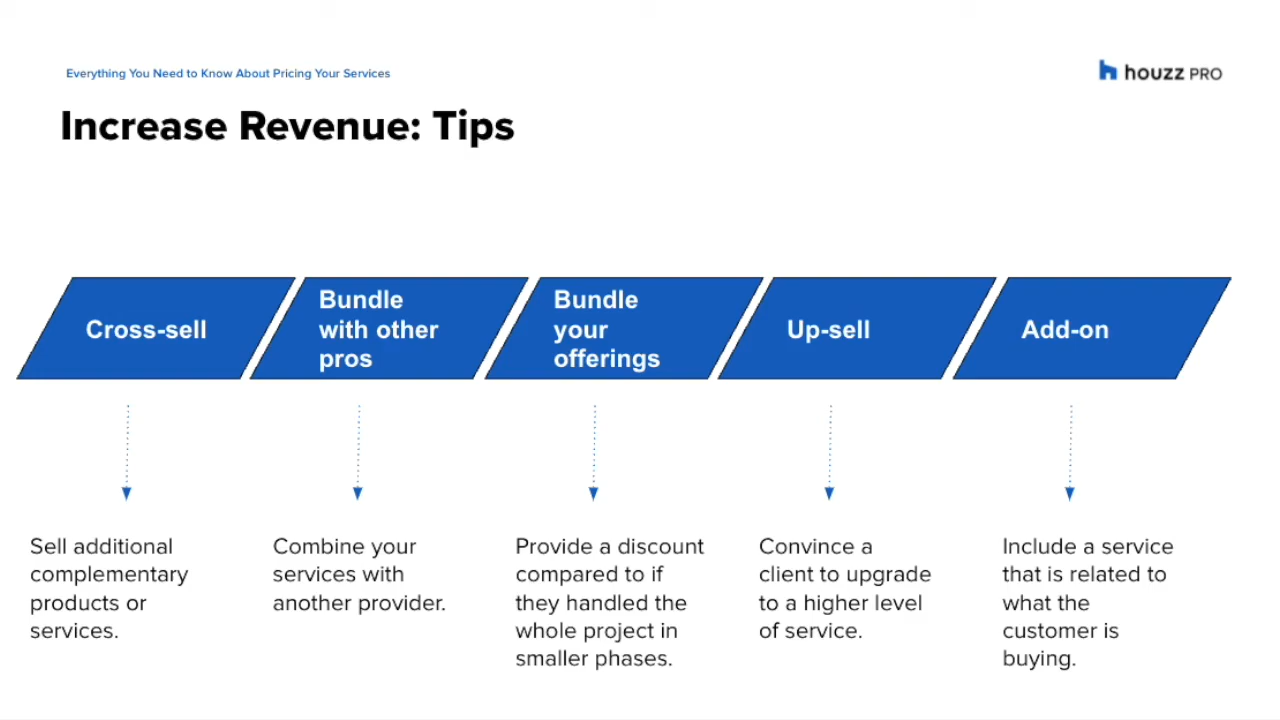 Everything You Need to Know About Pricing Your Services
houzz PRO
Increase Revenue: Tips
Cross-sell
Bundle
with other
pros
Bundle
your
offerings
Up-sell
Add-on
Sell additional
complementary
products or
services.
Combine your
services with
another provider.
Provide a discount
compared to if
they handled the
whole project in
smaller phases.
Convince a
client to upgrade
to a higher level
of service.
Include a service
that is related to
what the
customer is
buying.